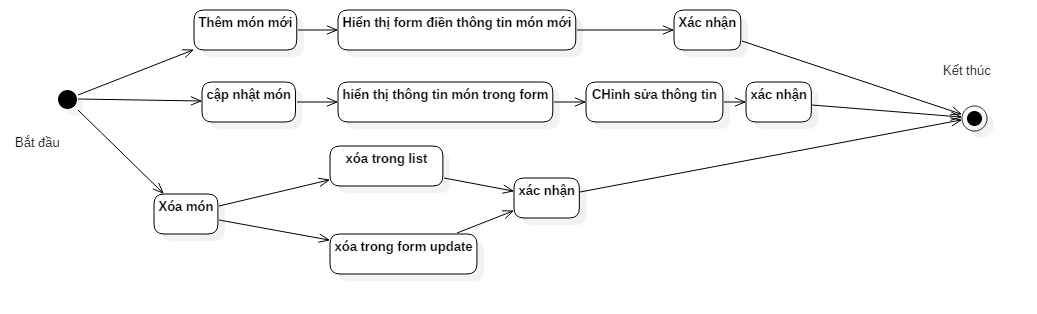 Thêm món mới
Hiển thị form điền thông tin món mới
Xác nhận
Kết thúc
cập nhật món
hiển thị thông tin món trong form
CHỉnh sửa thông tin
xác nhận
Bắt đầu
xóa trong list
Xóa món
xác nhận
xóa trong form update